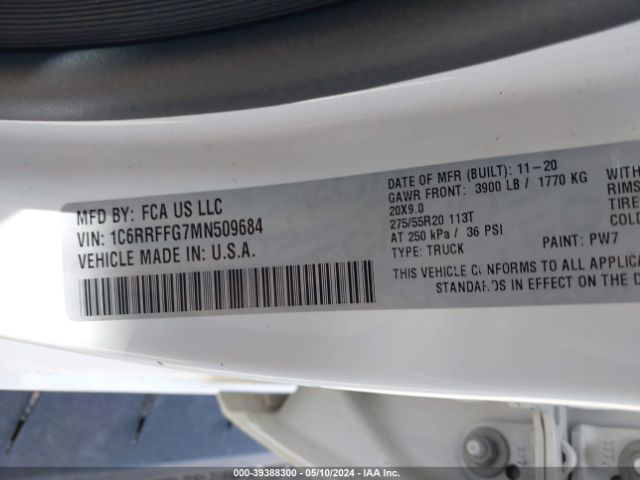 MFD BY: FCA US LLC
VIN: 1C6RRFFG7MN509684
VEHICLE MADE IN: U.S.A.
DATE OF MFR (BUILT): 11-20
GAWR FRONT: 3900 LB / 1770 KG
20X9.0
275/55R20 113T
AT 250 kPa / 36 PSI
TYPE: TRUCK
PAINT: PW7
THIS VEHICLE CONFORMS TO ALL
STANDARDS IN EFFECT ON THE
WITH
RIMS
TIRE
COLD
000-39388300 - 05/10/2024 - IAA Inc.